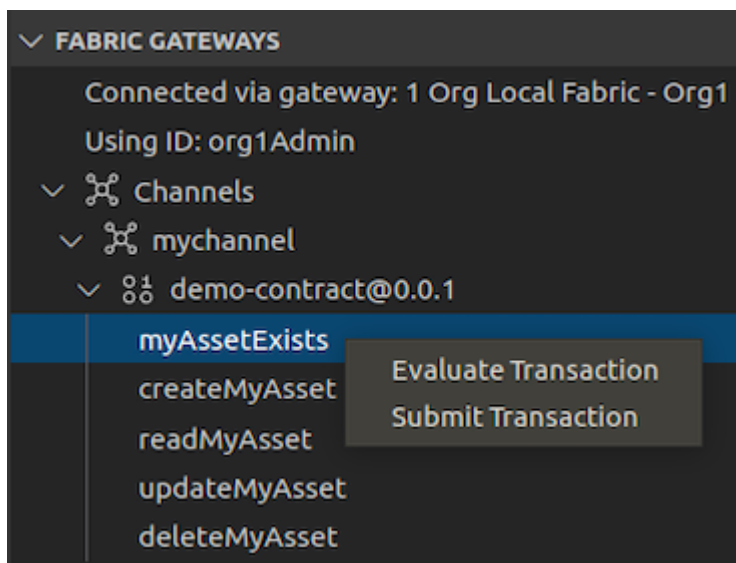 FABRIC GATEWAYS
Connected via gateway: 1 Org Local Fabric - Org1
Using ID: org1Admin
Channels
mychannel
demo-contract@0.0.1
myAssetExists
Evaluate Transaction
createMyAsset
Submit Transaction
readMyAsset
updateMyAsset
deleteMyAsset